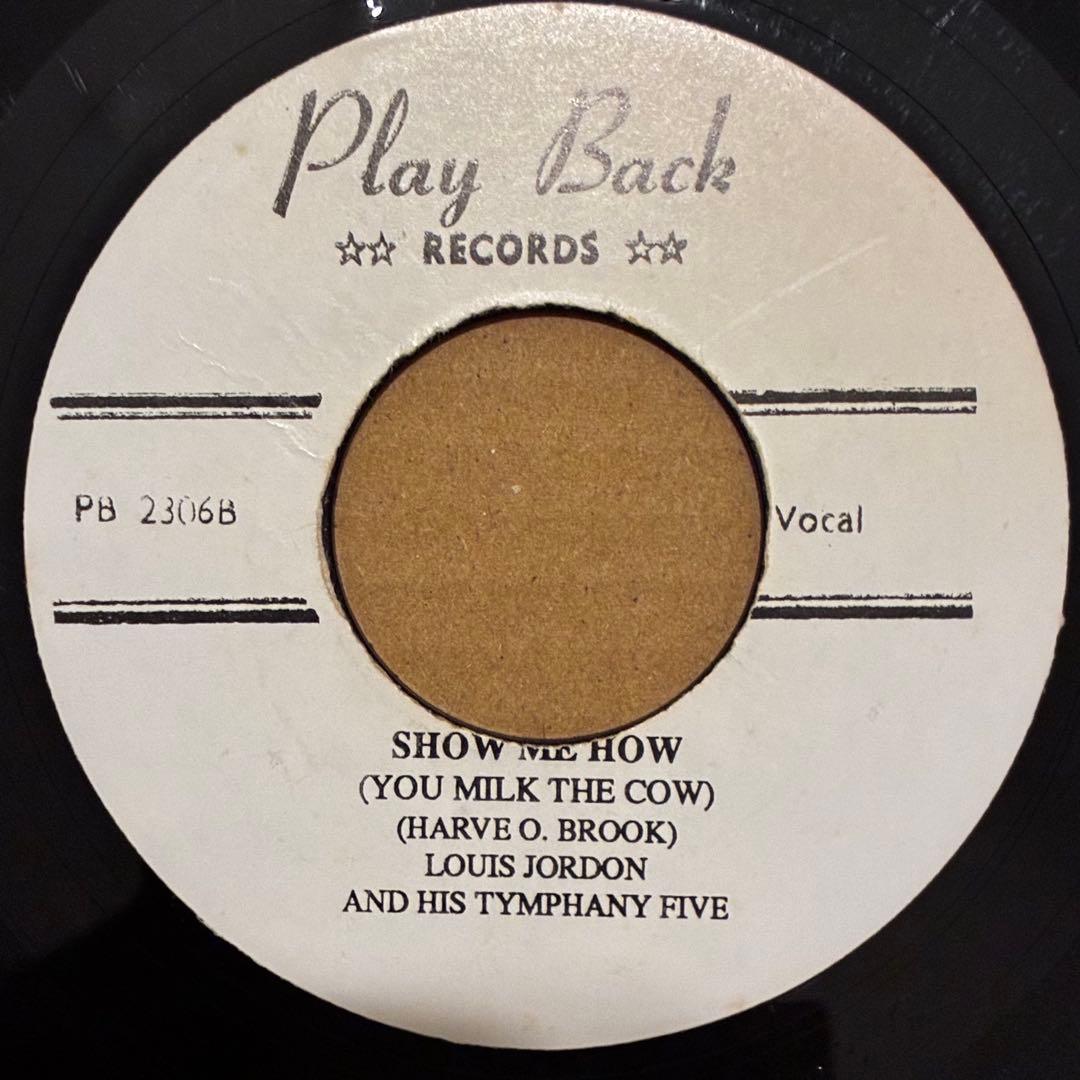 Play Back
☆☆ RECORDS ☆☆
PB 2306B
Vocal
SHOW ME HOW
(YOU MILK THE COW)
(HARVE O. BROOK)
LOUIS JORDON
AND HIS TYMPHANY FIVE